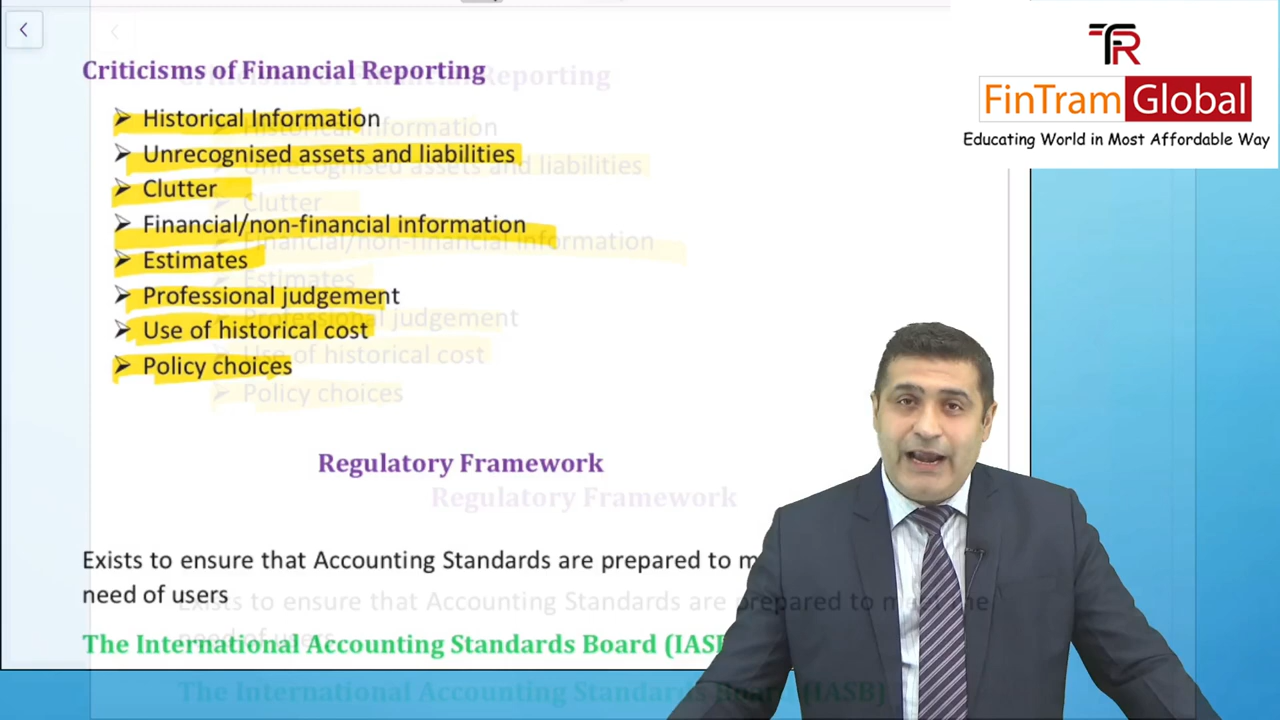 Criticisms of Financial Reporting
➢ Historical Information
➢ Unrecognised assets and liabilities
➢ Clutter
➢ Financial/non-financial information
➢ Estimates
➢ Professional judgement
➢ Use of historical cost
➢ Policy choices
Regulatory Framework
Exists to ensure that Accounting Standards are prepared to m
need of users
The International Accounting Standards Board (IASB
FinTram Global
Educating World in Most Affordable Way